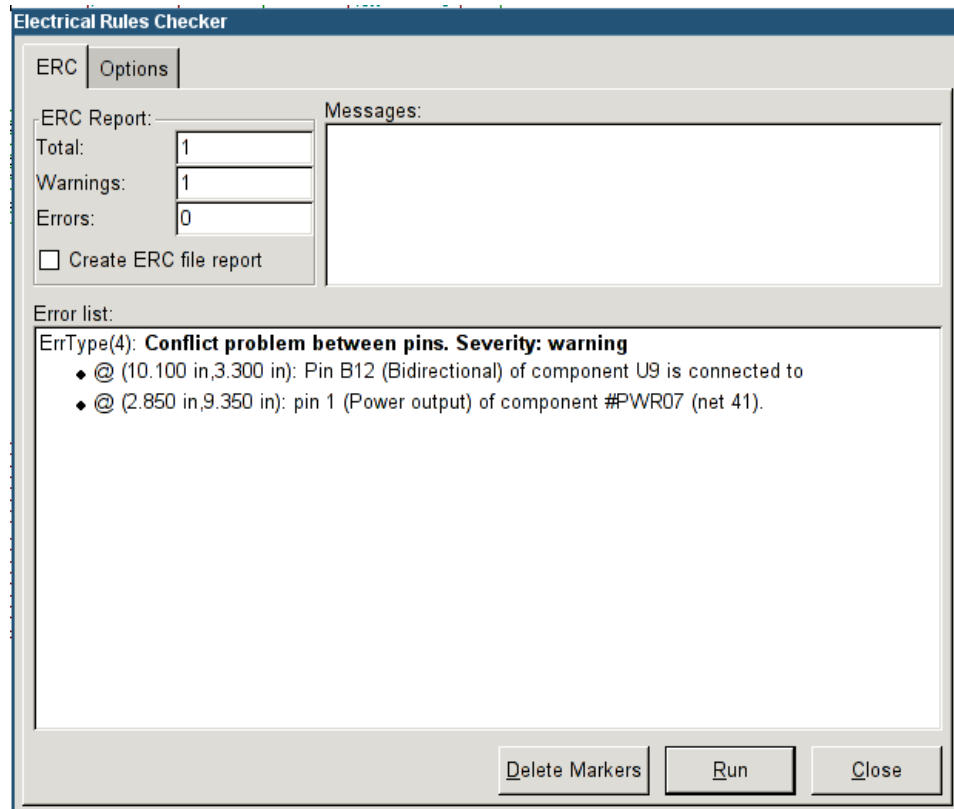 Electrical Rules Checker
ERC Options
ERC Report:
Total: 1
Warnings: 1
Errors: 0
Create ERC file report
Messages:
Error list:
ErrType(4): Conflict problem between pins. Severity: warning
● @ (10.100 in,3.300 in): Pin B12 (Bidirectional) of component U9 is connected to
● @ (2.850 in,9.350 in): pin 1 (Power output) of component #PWR07 (net 41).
Delete Markers Run Close